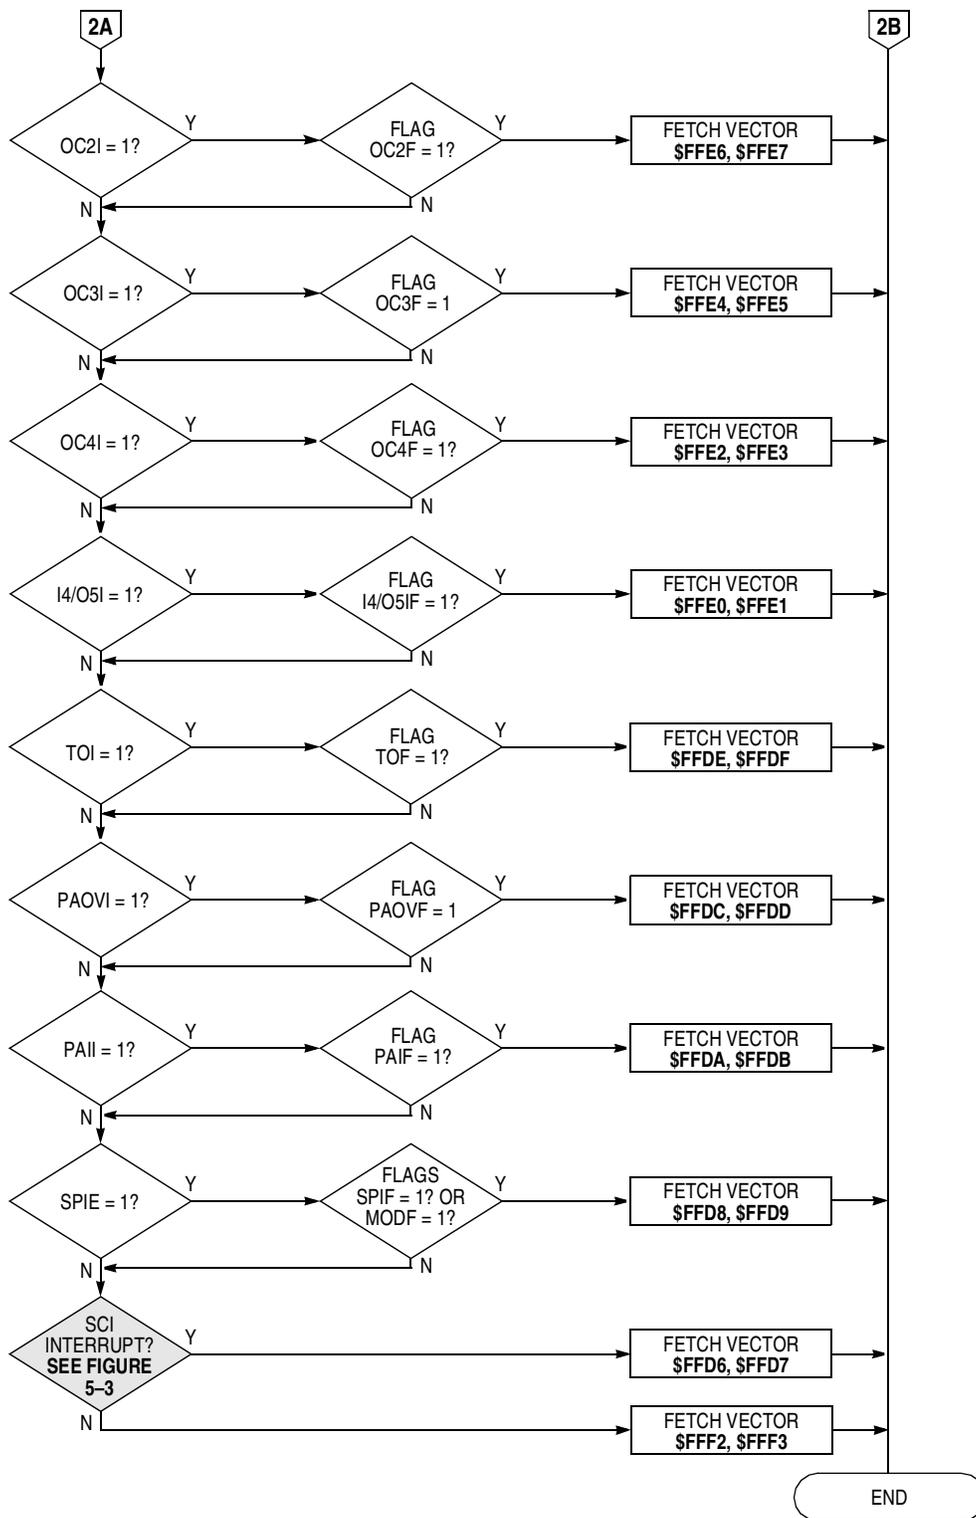 2A
2B
OC2I = 1?
Y
FLAG
OC2F = 1?
Y
FETCH VECTOR
$FFE6, $FFE7
N
N
OC3I = 1?
Y
FLAG
OC3F = 1
Y
FETCH VECTOR
$FFE4, $FFE5
N
N
OC4I = 1?
Y
FLAG
OC4F = 1?
Y
FETCH VECTOR
$FFE2, $FFE3
N
N
I4/O5I = 1?
Y
FLAG
I4/O5IF = 1?
Y
FETCH VECTOR
$FFE0, $FFE1
N
N
TOI = 1?
Y
FLAG
TOF = 1?
Y
FETCH VECTOR
$FFDE, $FFDF
N
N
PAOVI = 1?
Y
FLAG
PAOVF = 1
Y
FETCH VECTOR
$FFDC, $FFDD
N
N
PAII = 1?
Y
FLAG
PAIF = 1?
Y
FETCH VECTOR
$FFDA, $FFDB
N
N
SPIE = 1?
Y
FLAGS
SPIF = 1? OR
MODF = 1?
Y
FETCH VECTOR
$FFD8, $FFD9
N
N
SCI
INTERRUPT?
SEE FIGURE
5–3
Y
FETCH VECTOR
$FFD6, $FFD7
N
FETCH VECTOR
$FFF2, $FFF3
END